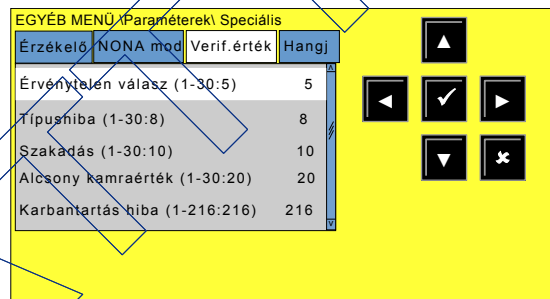 EGYÉB MENÜ \Paraméterek\ Speciális
Érzékelő NONA mod Verif.érték Hangj
Érvénytelen válasz (1-30:5) 5
Típushiba (1-30:8) 8
Szakadás (1-30:10) 10
Alcsony kamraérték (1-30:20) 20
Karbantartás hiba (1-216:216) 216